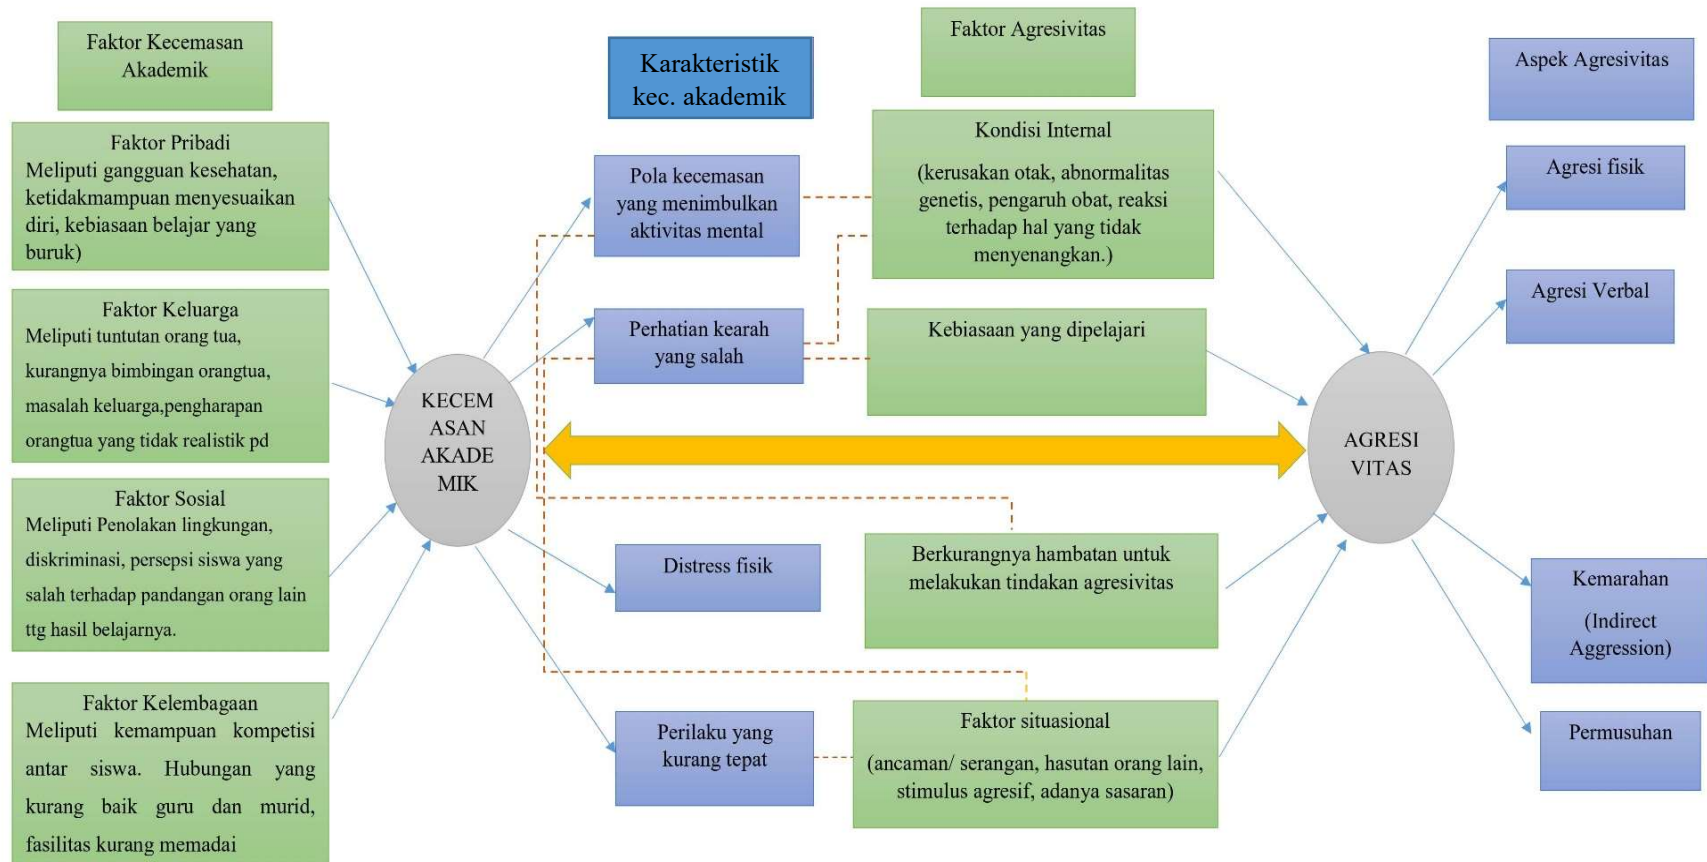 Faktor Kecemasan
Akademik
Faktor Pribadi
Meliputi gangguan kesehatan,
ketidakmampuan menyesuaikan
diri, kebiasaan belajar yang
buruk)
Faktor Keluarga
Meliputi tuntutan orang tua,
kurangnya bimbingan orangtua,
masalah keluarga,pengharapan
orangtua yang tidak realistik pd
Faktor Sosial
Meliputi Penolakan lingkungan,
diskriminasi, persepsi siswa yang
salah terhadap pandangan orang lain
ttg hasil belajarnya.
Faktor Kelembagaan
Meliputi kemampuan kompetisi
antar siswa. Hubungan yang
kurang baik guru dan murid,
fasilitas kurang memadai
KECEM
ASAN
AKADE
MIK
Karakteristik
kec. akademik
Pola kecemasan
yang menimbulkan
aktivitas mental
Perhatian kearah
yang salah
Distress fisik
Perilaku yang
kurang tepat
Faktor Agresivitas
Kondisi Internal
(kerusakan otak, abnormalitas
genetis, pengaruh obat, reaksi
terhadap hal yang tidak
menyenangkan.)
Kebiasaan yang dipelajari
Berkurangnya hambatan untuk
melakukan tindakan agresivitas
Faktor situasional
(ancaman/ serangan, hasutan orang lain,
stimulus agresif, adanya sasaran)
AGRESI
VITAS
Aspek Agresivitas
Agresi fisik
Agresi Verbal
Kemarahan
(Indirect
Aggression)
Permusuhan